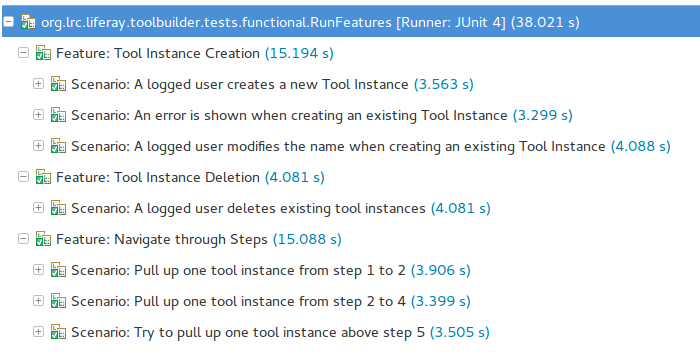 org.lrc.liferay.toolbuilder.tests.functional.RunFeatures [Runner: JUnit 4] (38.021 s)
Feature: Tool Instance Creation (15.194 s)
Scenario: A logged user creates a new Tool Instance (3.563 s)
Scenario: An error is shown when creating an existing Tool Instance (3.299 s)
Scenario: A logged user modifies the name when creating an existing Tool Instance (4.088 s)
Feature: Tool Instance Deletion (4.081 s)
Scenario: A logged user deletes existing tool instances (4.081 s)
Feature: Navigate through Steps (15.088 s)
Scenario: Pull up one tool instance from step 1 to 2 (3.906 s)
Scenario: Pull up one tool instance from step 2 to 4 (3.399 s)
Scenario: Try to pull up one tool instance above step 5 (3.505 s)